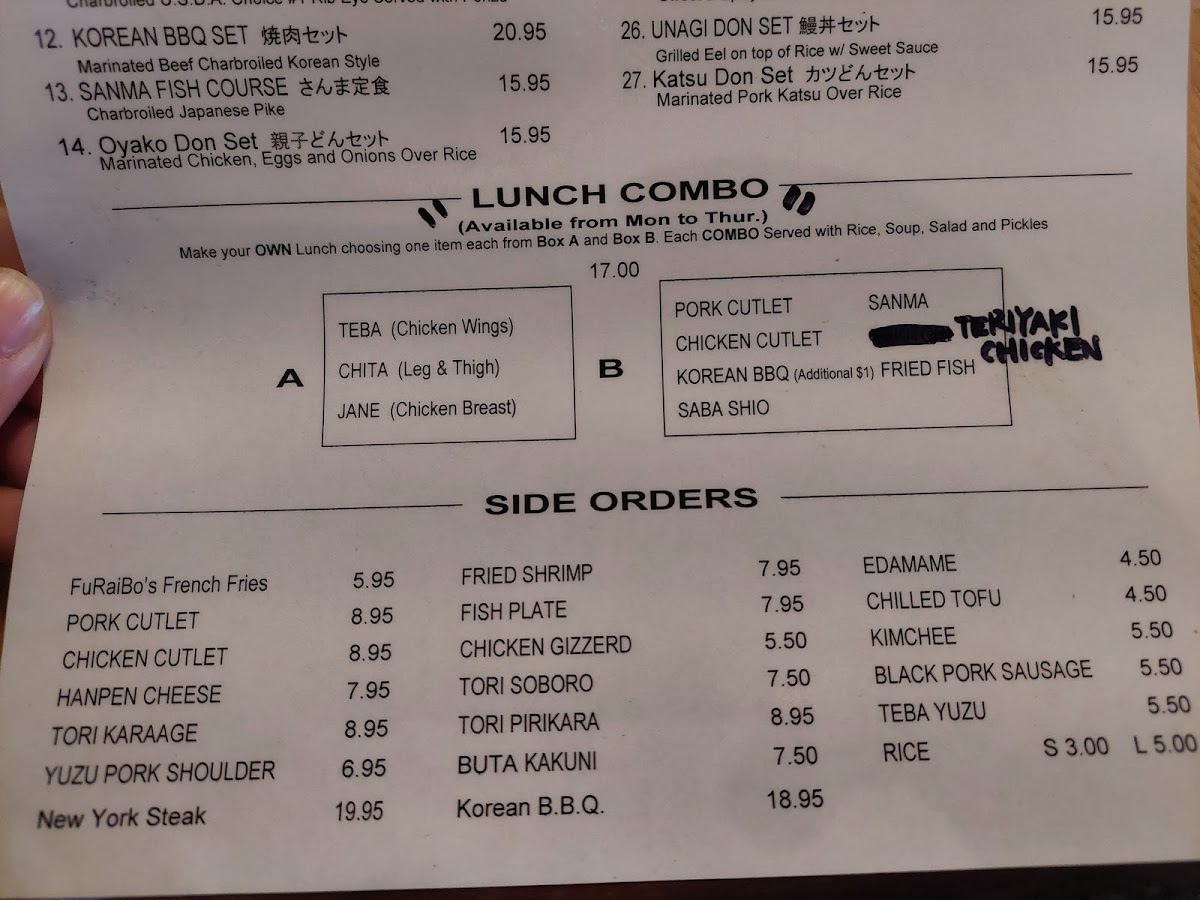 Charbroiled U.S.D.A. Choice #1 Rib Eye Served with Ponzu
12. KOREAN BBQ SET 焼肉セット 20.95
Marinated Beef Charbroiled Korean Style
13. SANMA FISH COURSE さんま定食 15.95
Charbroiled Japanese Pike
14. Oyako Don Set 親子どんセット 15.95
Marinated Chicken, Eggs and Onions Over Rice
26. UNAGI DON SET 鰻丼セット 15.95
Grilled Eel on top of Rice w/ Sweet Sauce
27. Katsu Don Set カツどんセット 15.95
Marinated Pork Katsu Over Rice
LUNCH COMBO
(Available from Mon to Thur.)
Make your OWN Lunch choosing one item each from Box A and Box B. Each COMBO Served with Rice, Soup, Salad and Pickles
17.00
A
TEBA (Chicken Wings)
CHITA (Leg & Thigh)
JANE (Chicken Breast)
B
PORK CUTLET SANMA
CHICKEN CUTLET TERIYAKI
CHICKEN
KOREAN BBQ (Additional $1) FRIED FISH
SABA SHIO
SIDE ORDERS
FuRaiBo's French Fries 5.95
PORK CUTLET 8.95
CHICKEN CUTLET 8.95
HANPEN CHEESE 7.95
TORI KARAAGE 8.95
YUZU PORK SHOULDER 6.95
New York Steak 19.95
FRIED SHRIMP 7.95
FISH PLATE 7.95
CHICKEN GIZZERD 5.50
TORI SOBORO 7.50
TORI PIRIKARA 8.95
BUTA KAKUNI 7.50
Korean B.B.Q. 18.95
EDAMAME 4.50
CHILLED TOFU 4.50
KIMCHEE 5.50
BLACK PORK SAUSAGE 5.50
TEBA YUZU 5.50
RICE S 3.00 L 5.00